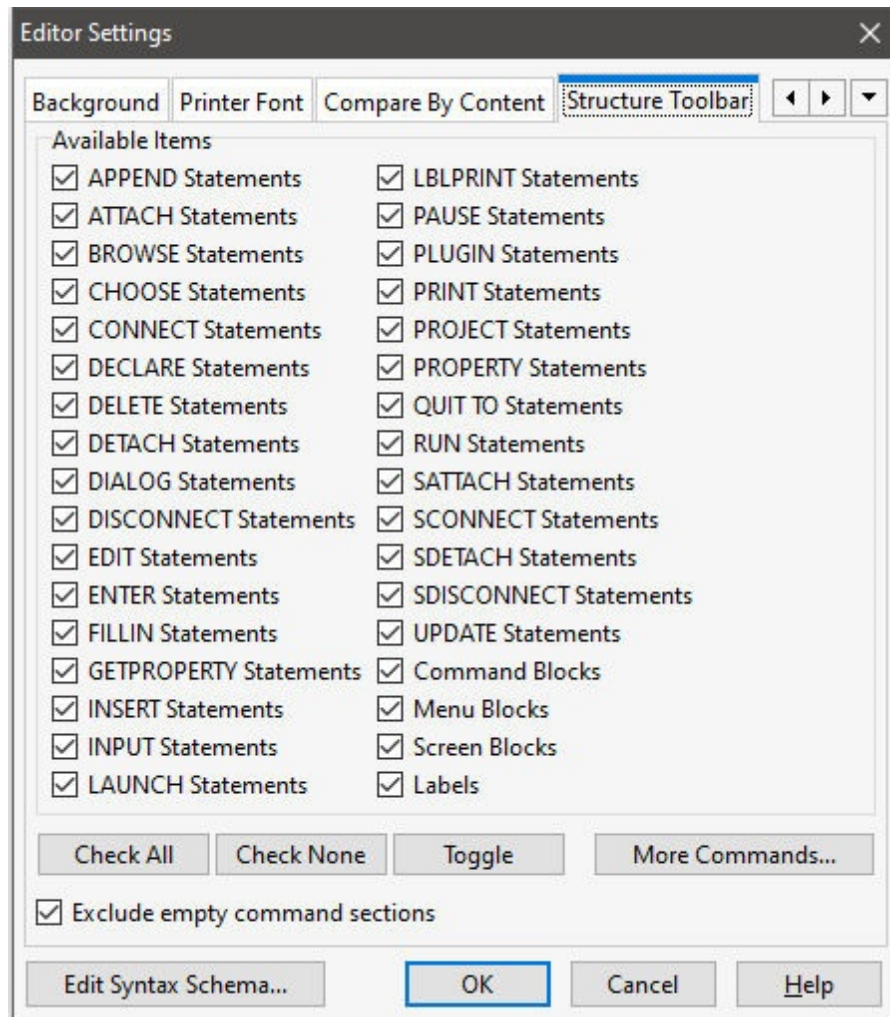 Editor Settings
Background Printer Font Compare By Content Structure Toolbar
Available Items
APPEND Statements
ATTACH Statements
BROWSE Statements
CHOOSE Statements
CONNECT Statements
DECLARE Statements
DELETE Statements
DETACH Statements
DIALOG Statements
DISCONNECT Statements
EDIT Statements
ENTER Statements
FILLIN Statements
GETPROPERTY Statements
INSERT Statements
INPUT Statements
LAUNCH Statements
LBLPRINT Statements
PAUSE Statements
PLUGIN Statements
PRINT Statements
PROJECT Statements
PROPERTY Statements
QUIT TO Statements
RUN Statements
SATTACH Statements
SCONNECT Statements
SDETACH Statements
SDISCONNECT Statements
UPDATE Statements
Command Blocks
Menu Blocks
Screen Blocks
Labels
Check All Check None Toggle More Commands...
Exclude empty command sections
Edit Syntax Schema... OK Cancel Help